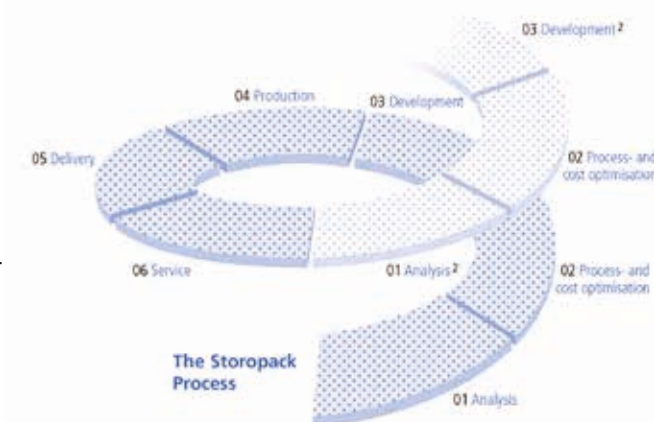 03 Development²
04 Production
03 Development
05 Delivery
02 Process- and
cost optimisation
06 Service
01 Analysis²
02 Process- and
cost optimisation
The Storopack
Process
01 Analysis